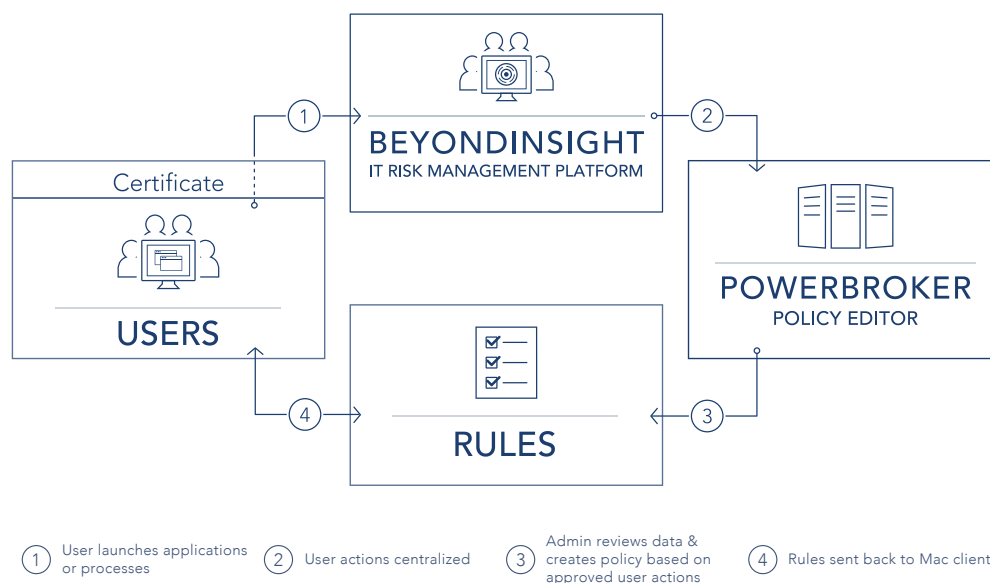 1
BEYONDINSIGHT
IT RISK MANAGEMENT PLATFORM
2
Certificate
USERS
POWERBROKER
POLICY EDITOR
4
RULES
3
1 User launches applications
or processes
2 User actions centralized
3 Admin reviews data &
creates policy based on
approved user actions
4 Rules sent back to Mac client